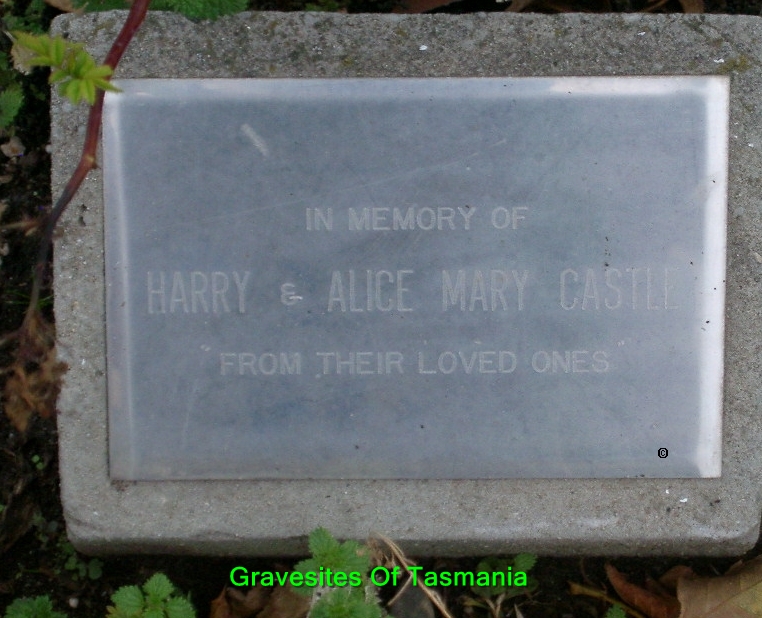 IN MEMORY OF
HARRY & ALICE MARY CASTLE
FROM THEIR LOVED ONES
©
Gravesites Of Tasmania